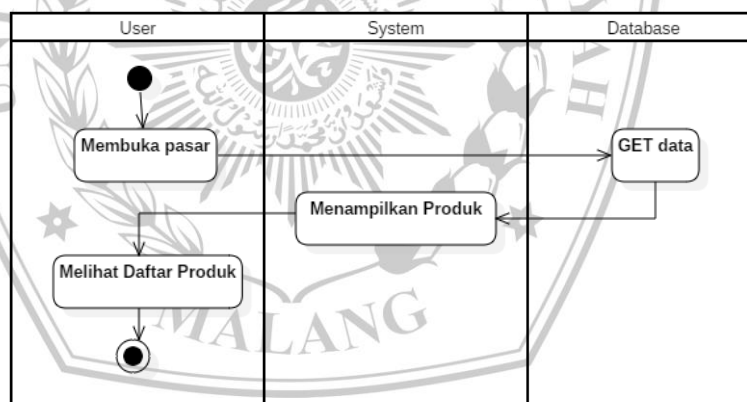 User
System
Database
Membuka pasar
GET data
Menampilkan Produk
Melihat Daftar Produk
MALANG